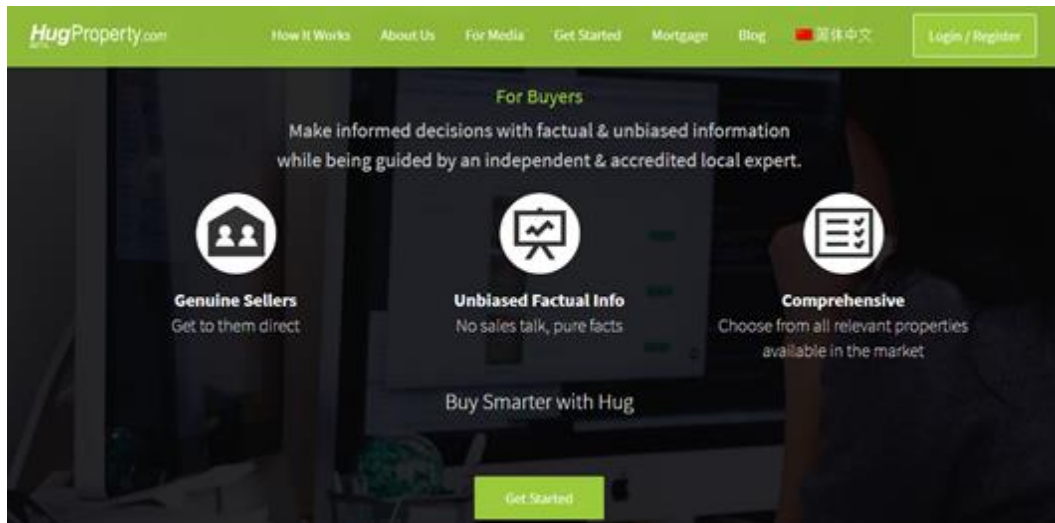 HugProperty.com
BETA
How It Works
About Us
For Media
Get Started
Mortgage
Blog
简体中文
Login / Register
For Buyers
Make informed decisions with factual & unbiased information
while being guided by an independent & accredited local expert.
Genuine Sellers
Get to them direct
Unbiased Factual Info
No sales talk, pure facts
Comprehensive
Choose from all relevant properties
available in the market
Buy Smarter with Hug
Get Started